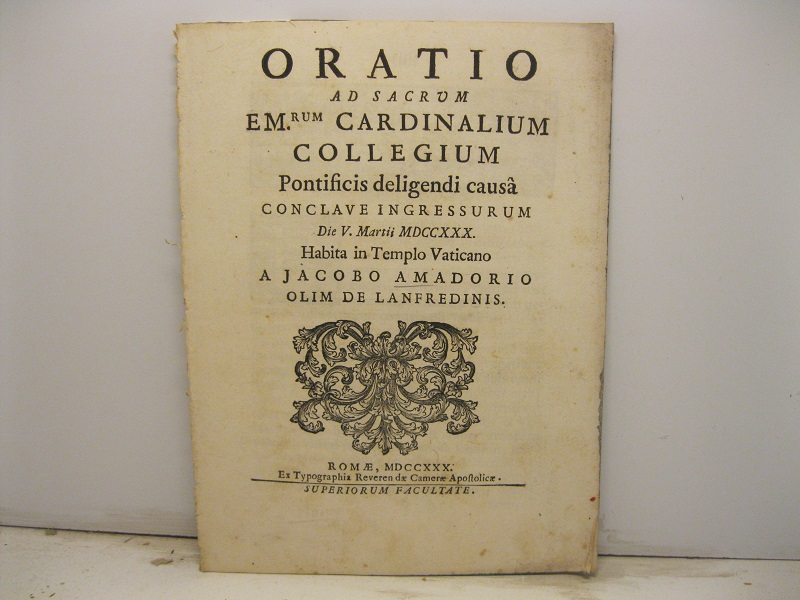 ORATIO
AD SACRVM
EM.RUM CARDINALIUM
COLLEGIUM
Pontificis deligendi causâ
CONCLAVE INGRESSURUM
Die V. Martii MDCCXXX.
Habita in Templo Vaticano
A JACOBO AMADORIO
OLIM DE LANFREDINIS.
ROMÆ, MDCCXXX.
Ex Typographia Reverendæ Cameræ Apoſtolicæ.
SUPERIORUM FACULTATE.